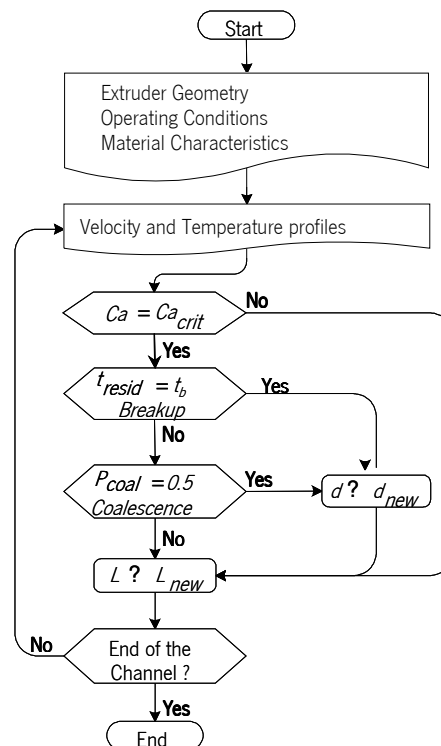 Start
Extruder Geometry
Operating Conditions
Material Characteristics
Velocity and Temperature profiles
Ca = Ca crit
No
Yes
t resid = t b
Breakup
Yes
No
P coal = 0.5
Coalescence
Yes
d ? d new
No
L ? L new
No
End of the
Channel ?
Yes
End